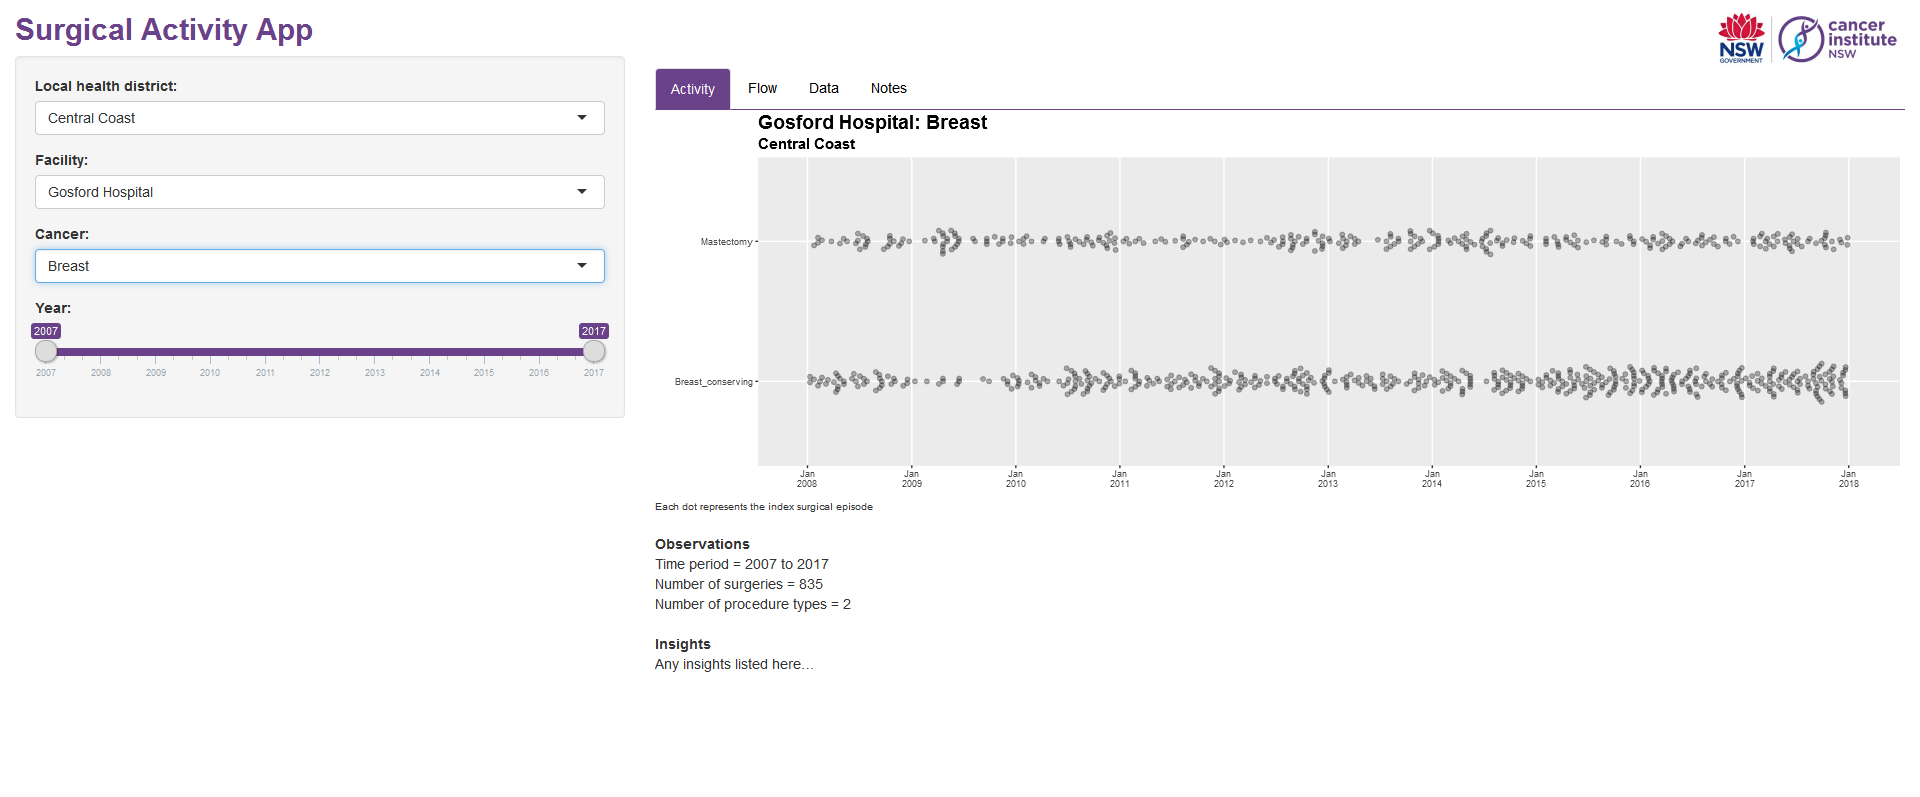 Surgical Activity App
NSW
GOVERNMENT
cancer
institute
NSW
Local health district:
Central Coast
Facility:
Gosford Hospital
Cancer:
Breast
Year:
2007 2017
2007 2008 2009 2010 2011 2012 2013 2014 2015 2016 2017
Activity Flow Data Notes
Gosford Hospital: Breast
Central Coast
Mastectomy
Breast_conserving
Jan Jan Jan Jan Jan Jan Jan Jan Jan Jan Jan
2008 2009 2010 2011 2012 2013 2014 2015 2016 2017 2018
Each dot represents the index surgical episode
Observations
Time period = 2007 to 2017
Number of surgeries = 835
Number of procedure types = 2
Insights
Any insights listed here…